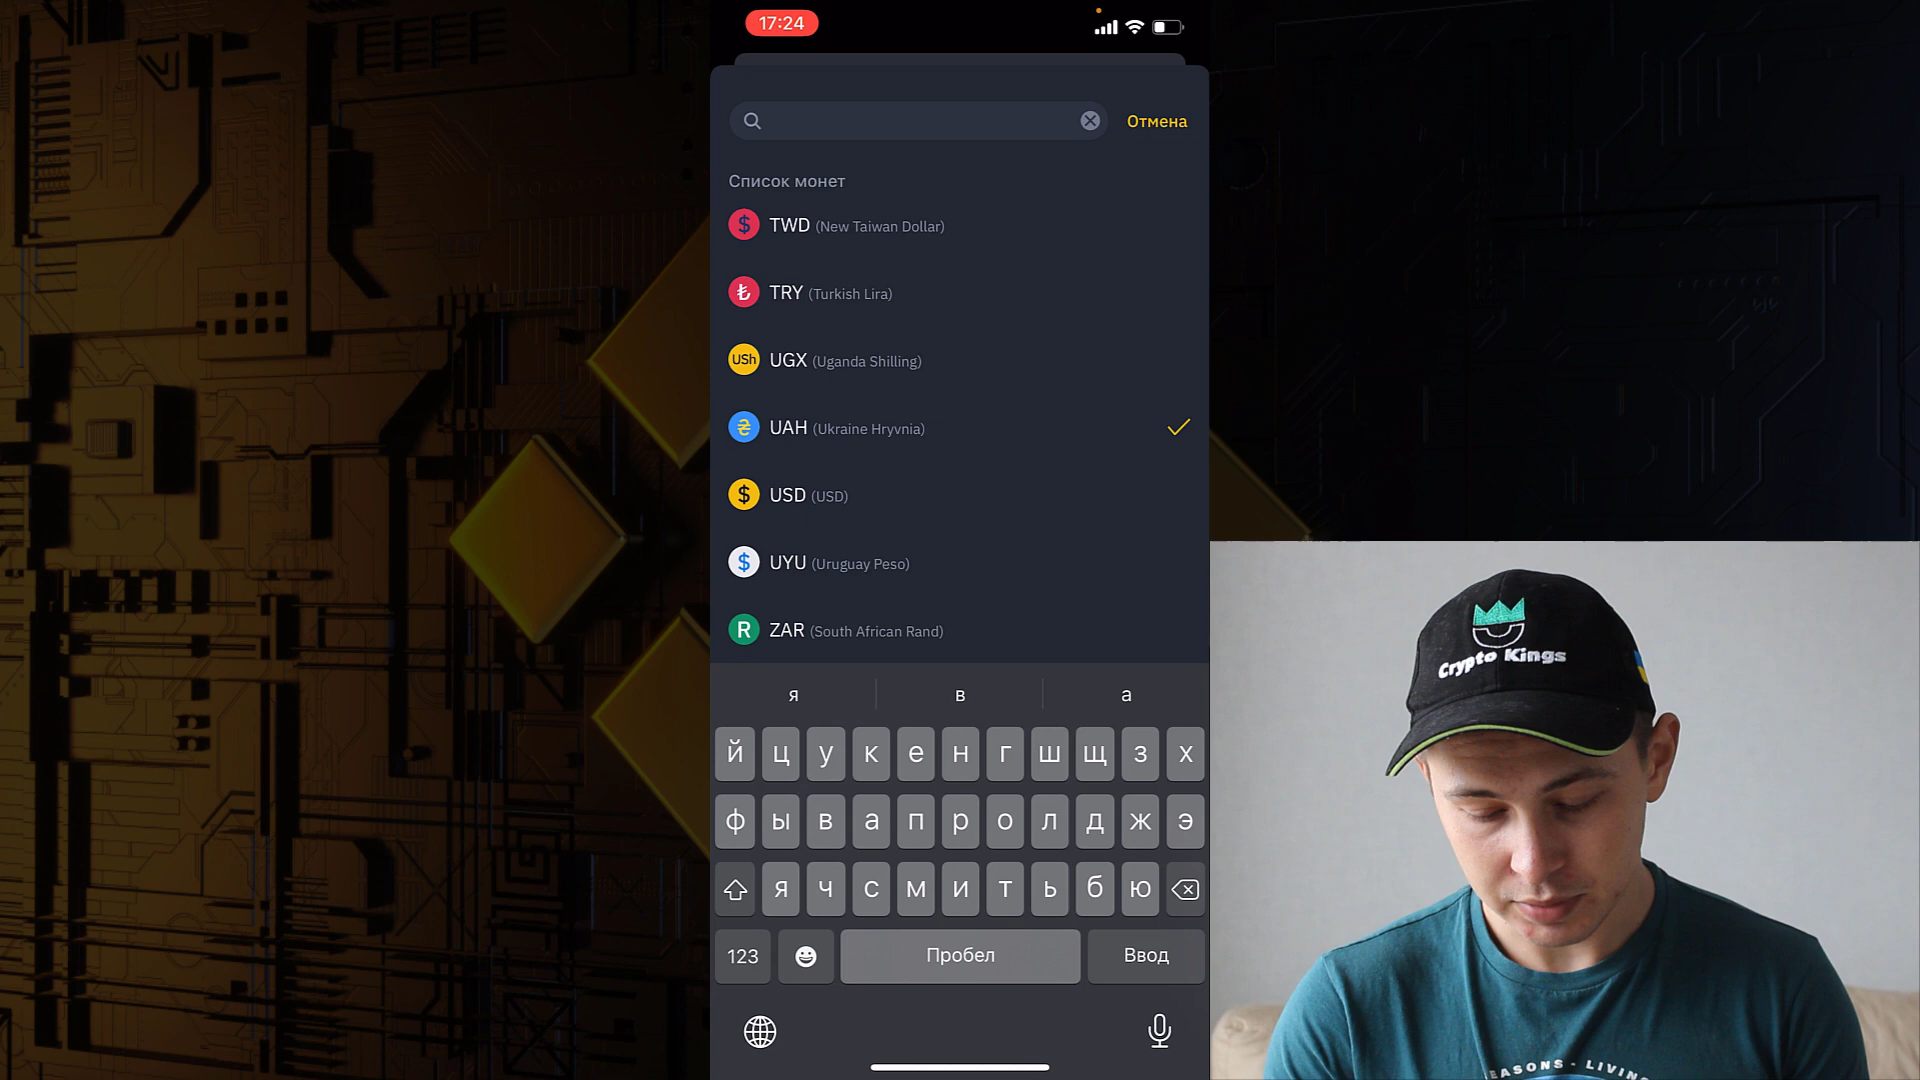 17:24
Отмена
Список монет
$ TWD (New Taiwan Dollar)
₺ TRY (Turkish Lira)
USh UGX (Uganda Shilling)
₴ UAH (Ukraine Hryvnia)
$ USD (USD)
$ UYU (Uruguay Peso)
R ZAR (South African Rand)
я в а
й ц у к е н г ш щ з х
ф ы в а п р о л д ж э
я ч с м и т ь б ю
123 Пробел Ввод
Crypto Kings
EASONS - LIVING